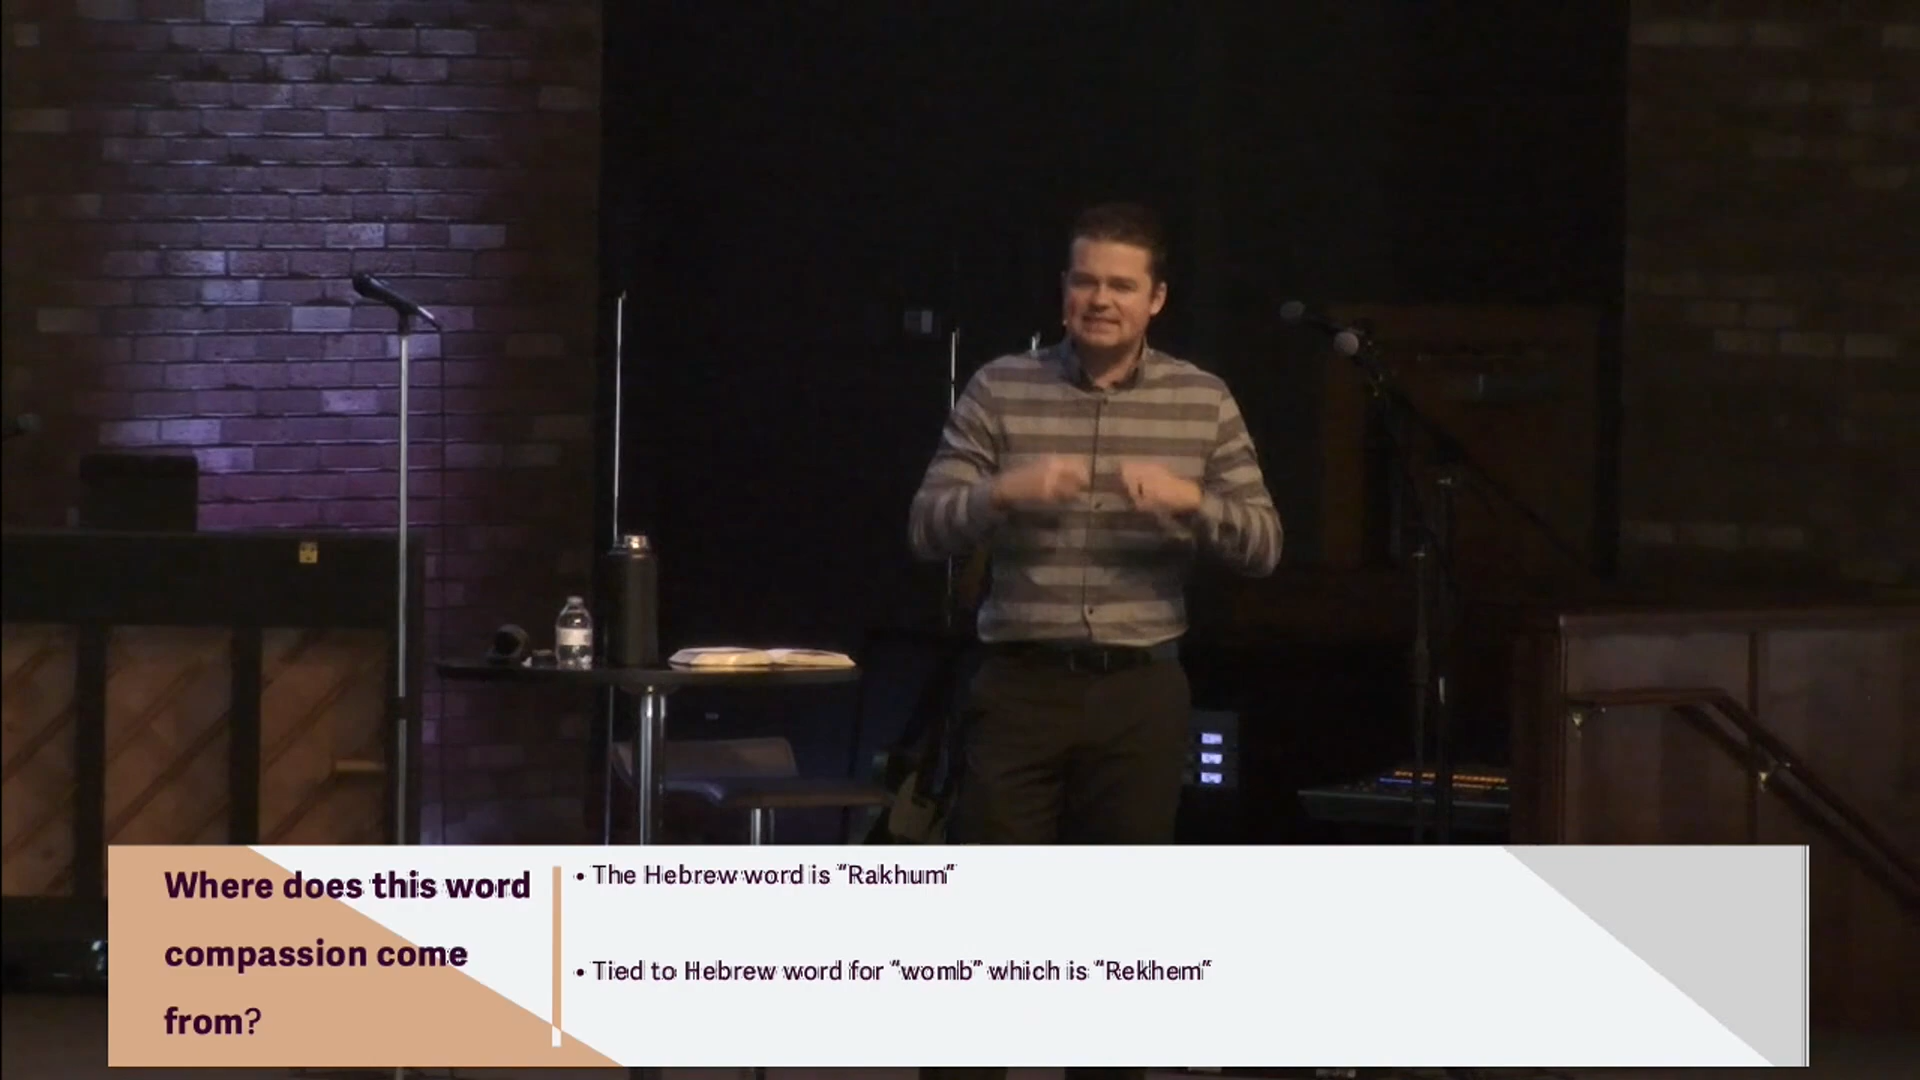 Where does this word
compassion come
from?
• The Hebrew word is “Rakhum”
• Tied to Hebrew word for “womb” which is “Rekhem”